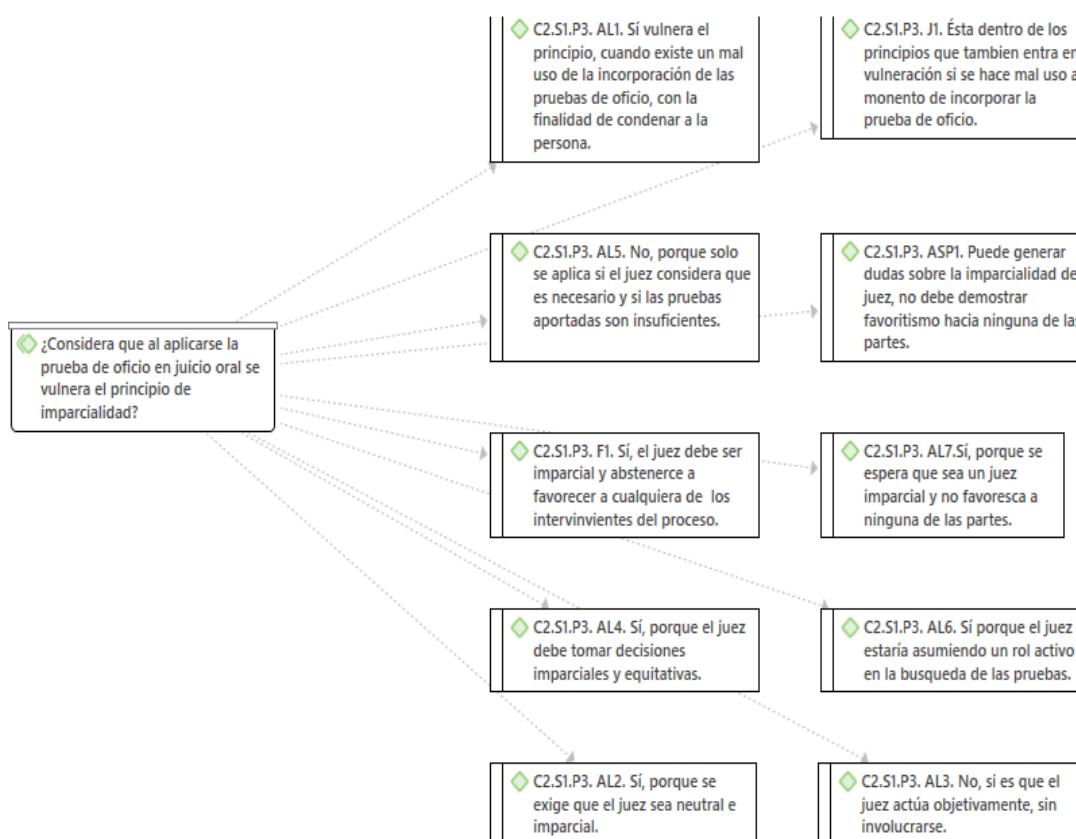 C2.S1.P3. AL1. Sí vulnera el
principio, cuando existe un mal
uso de la incorporación de las
pruebas de oficio, con la
finalidad de condenar a la
persona.
C2.S1.P3. J1. Ésta dentro de los
principios que tambien entra en
vulneración si se hace mal uso a
monento de incorporar la
prueba de oficio.
C2.S1.P3. AL5. No, porque solo
se aplica si el juez considera que
es necesario y si las pruebas
aportadas son insuficientes.
C2.S1.P3. ASP1. Puede generar
dudas sobre la imparcialidad de
juez, no debe demostrar
favoritismo hacia ninguna de las
partes.
¿Considera que al aplicarse la
prueba de oficio en juicio oral se
vulnera el principio de
imparcialidad?
C2.S1.P3. F1. Sí, el juez debe ser
imparcial y abstenerce a
favorecer a cualquiera de los
intervinvientes del proceso.
C2.S1.P3. AL7.Sí, porque se
espera que sea un juez
imparcial y no favoresca a
ninguna de las partes.
C2.S1.P3. AL4. Sí, porque el juez
debe tomar decisiones
imparciales y equitativas.
C2.S1.P3. AL6. Sí porque el juez
estaría asumiendo un rol activo
en la busqueda de las pruebas.
C2.S1.P3. AL2. Sí, porque se
exige que el juez sea neutral e
imparcial.
C2.S1.P3. AL3. No, si es que el
juez actúa objetivamente, sin
involucrarse.